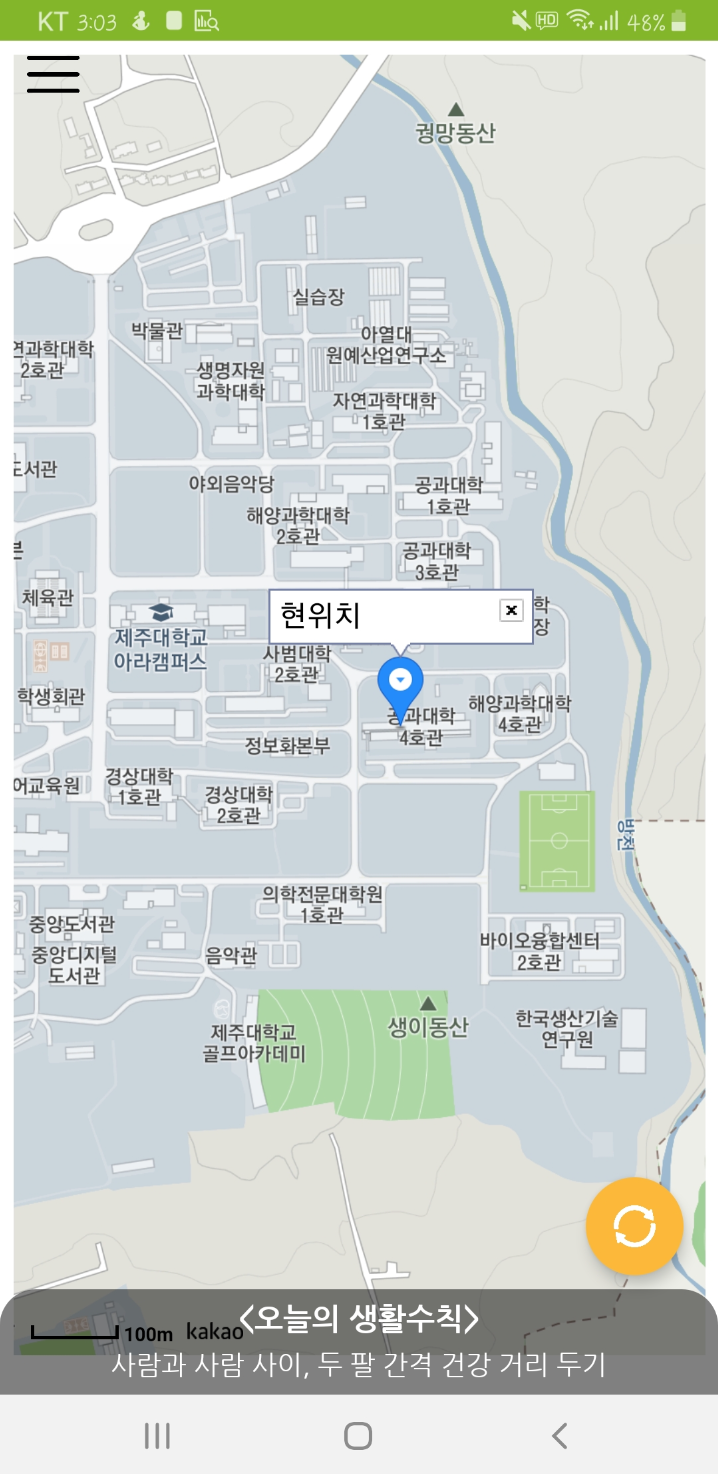 KT 3:03
HD
48%
귕망동산
실습장
박물관
아열대
원예산업연구소
연과학대학
2호관
생명자원
과학대학
자연과학대학
1호관
도서관
야외음악당
공과대학
1호관
해양과학대학
2호관
공과대학
3호관
본
체육관
현위치
학
장
제주대학교
아라캠퍼스
사범대학
2호관
학생회관
공과대학
4호관
해양과학대학
4호관
정보화본부
어교육원
경상대학
1호관
경상대학
2호관
방천
의학전문대학원
1호관
중앙도서관
중앙디지털
도서관
음악관
바이오융합센터
2호관
제주대학교
골프아카데미
생이동산
한국생산기술
연구원
<오늘의 생활수칙>
100m kakao
사람과 사람 사이, 두 팔 간격 건강 거리 두기